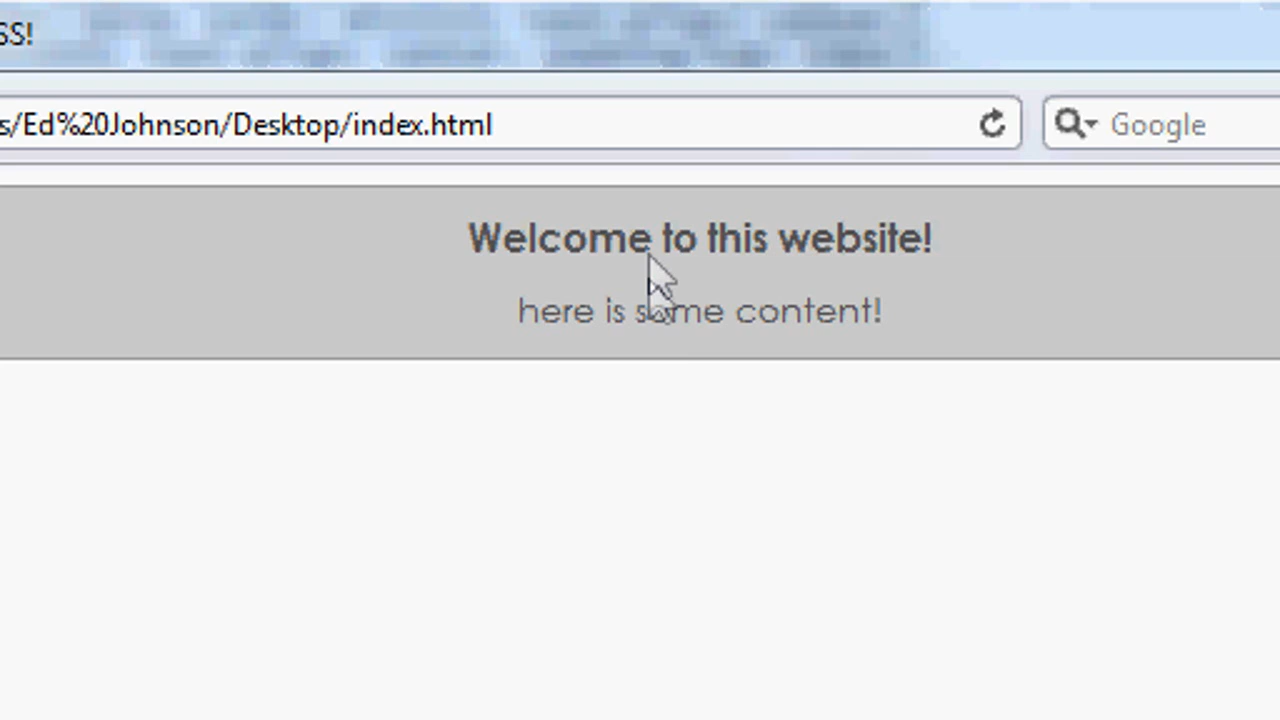 SS!
s/Ed%20Johnson/Desktop/index.html
Google
Welcome to this website!
here is some content!